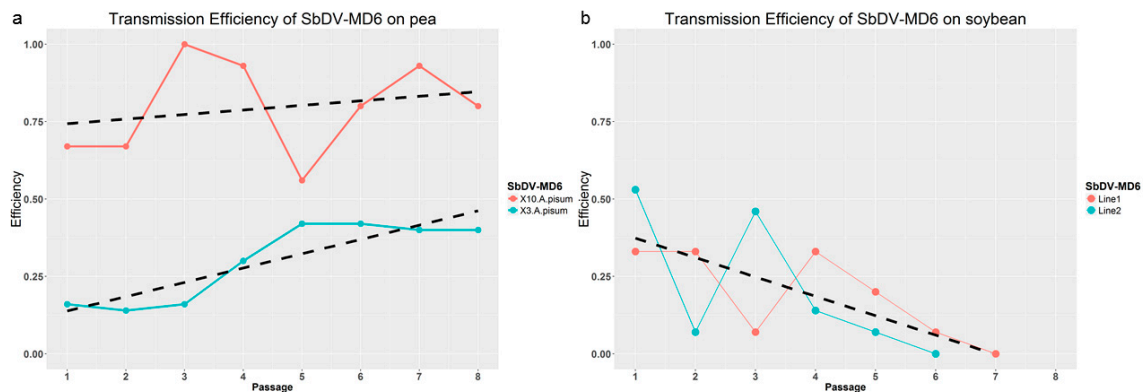 a
Transmission Efficiency of SbDV-MD6 on pea
1.00
0.75
0.50
0.25
0.00
Efficiency
1 2 3 4 5 6 7 8
Passage
SbDV-MD6
X10.A.pisum
X3.A.pisum
b
Transmission Efficiency of SbDV-MD6 on soybean
1.00
0.75
0.50
0.25
0.00
Efficiency
1 2 3 4 5 6 7 8
Passage
SbDV-MD6
Line1
Line2